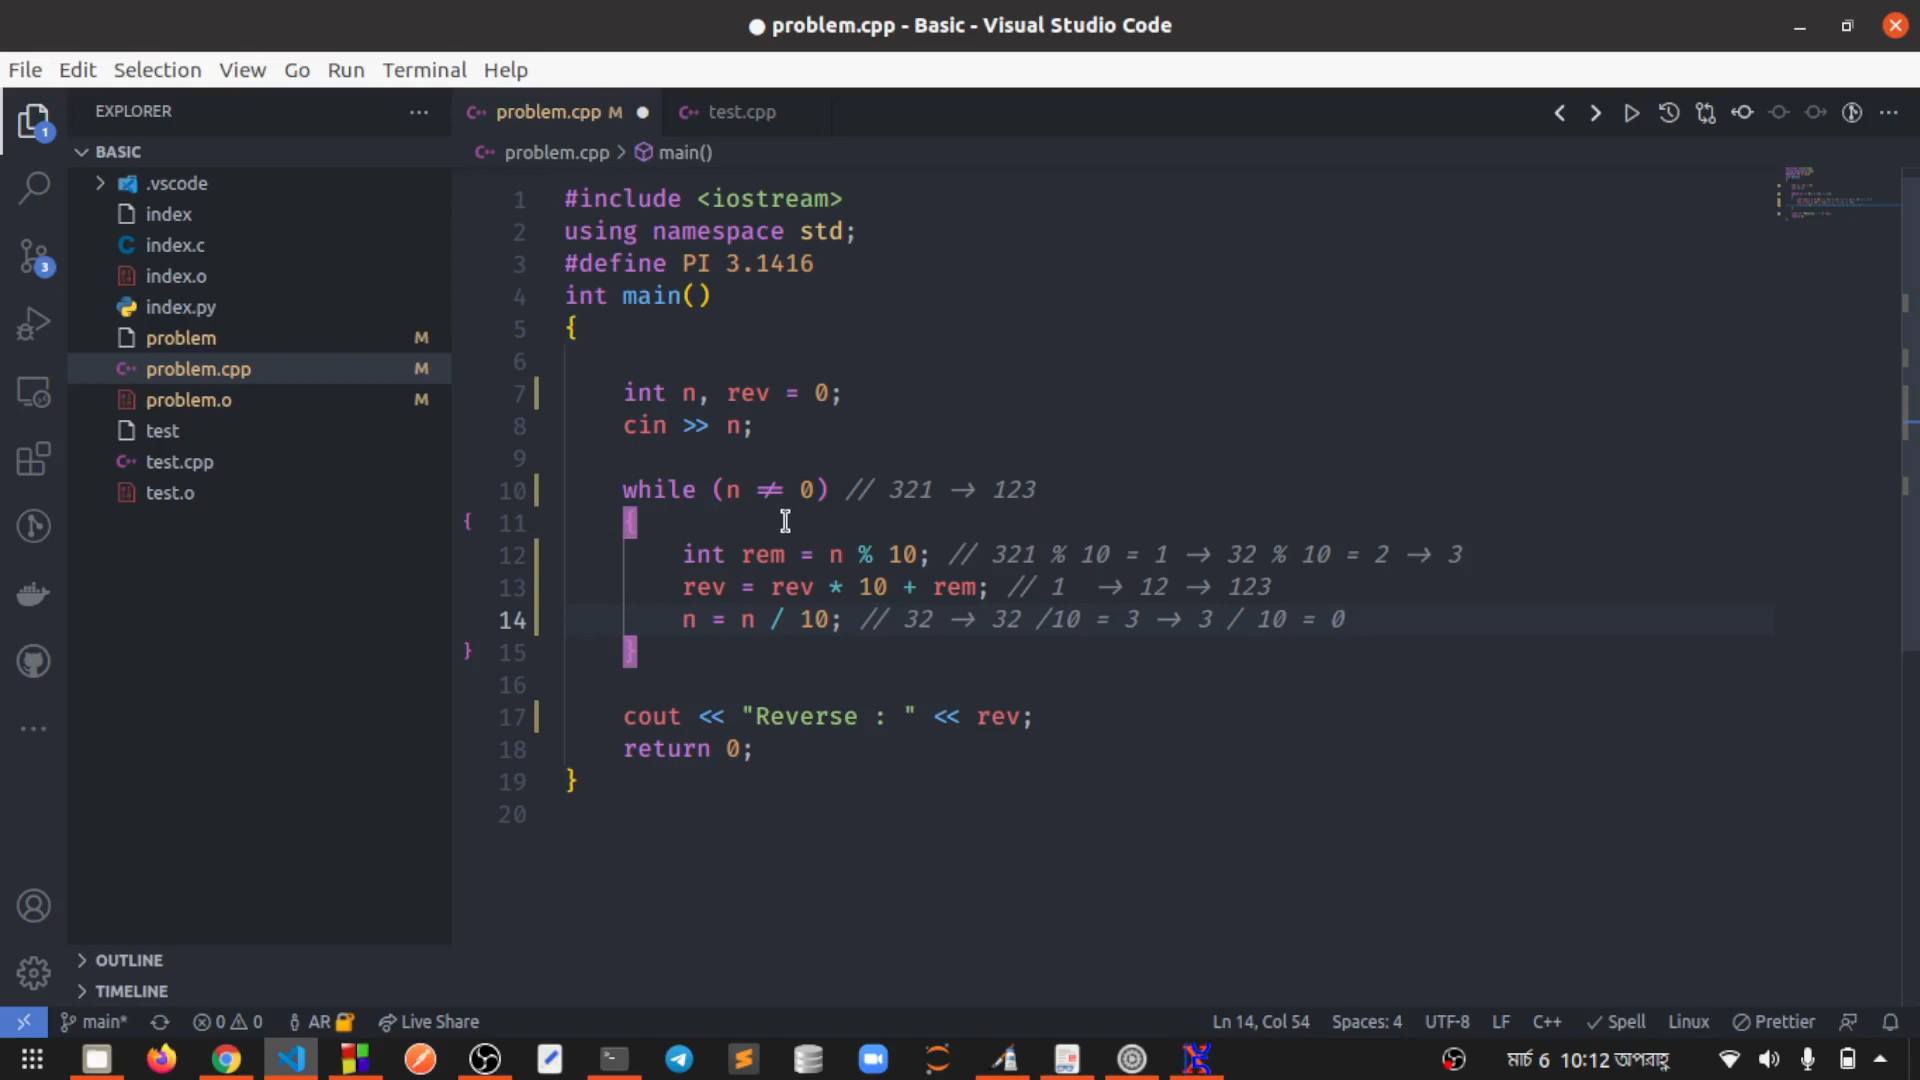 problem.cpp - Basic - Visual Studio Code
File Edit Selection View Go Run Terminal Help
EXPLORER
BASIC
.vscode
index
index.c
index.o
index.py
problem M
problem.cpp M
problem.o M
test
test.cpp
test.o
OUTLINE
TIMELINE
1
3
problem.cpp M
test.cpp
problem.cpp > main()
1 #include <iostream>
2 using namespace std;
3 #define PI 3.1416
4 int main()
5 {
6
7 int n, rev = 0;
8 cin >> n;
9
10 while (n ≠ 0) // 321 → 123
11 {
12 int rem = n % 10; // 321 % 10 = 1 → 32 % 10 = 2 → 3
13 rev = rev * 10 + rem; // 1 → 12 → 123
14 n = n / 10; // 32 → 32 /10 = 3 → 3 / 10 = 0
15 }
16
17 cout << "Reverse : " << rev;
18 return 0;
19 }
20
main* 0 0 AR Live Share Ln 14, Col 54 Spaces: 4 UTF-8 LF C++ Spell Linux Prettier
মার্চ 6 10:12 অপরাহ্ণ